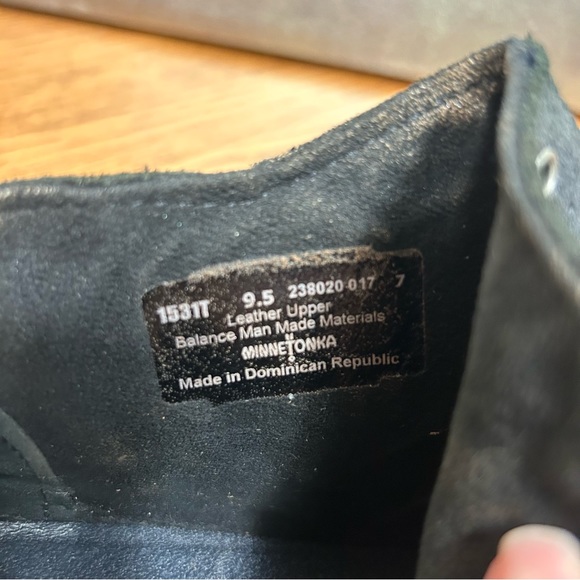 1531T 9.5 238020 017 7
Leather Upper
Balance Man Made Materials
MINNETONKA
Made in Dominican Republic